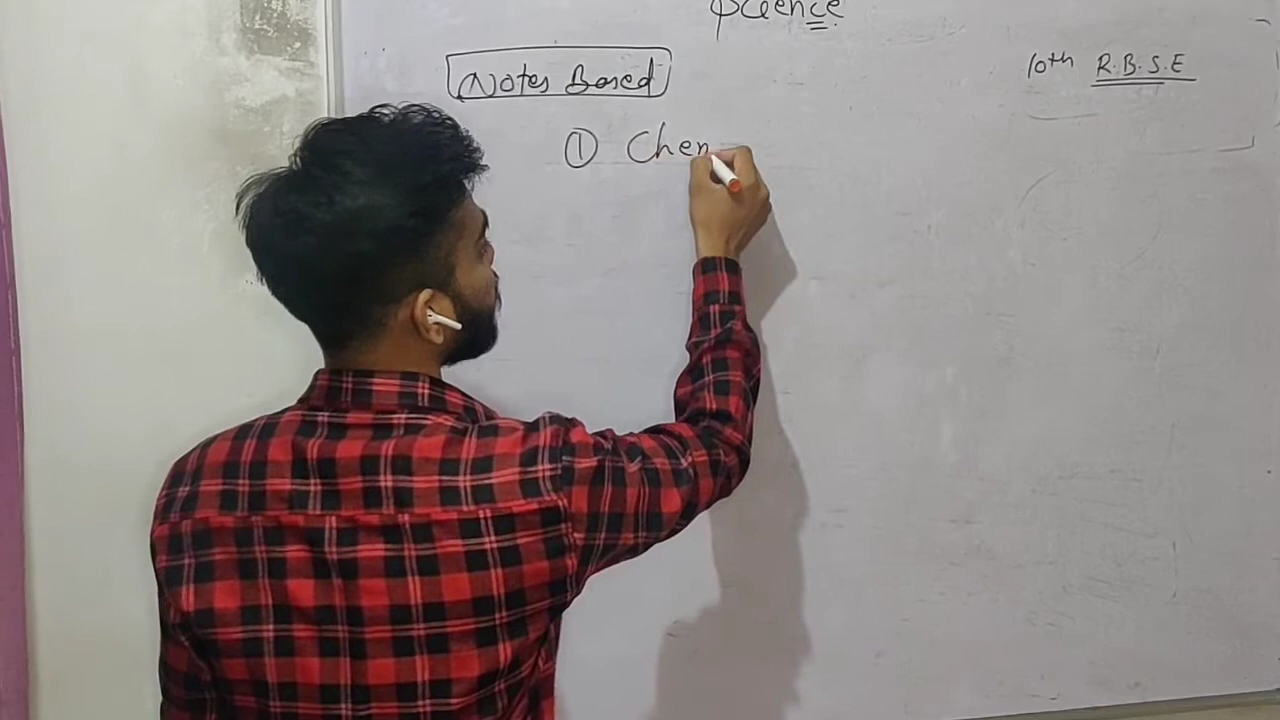 Science
Notes Based
10th R.B.S.E
① Chem